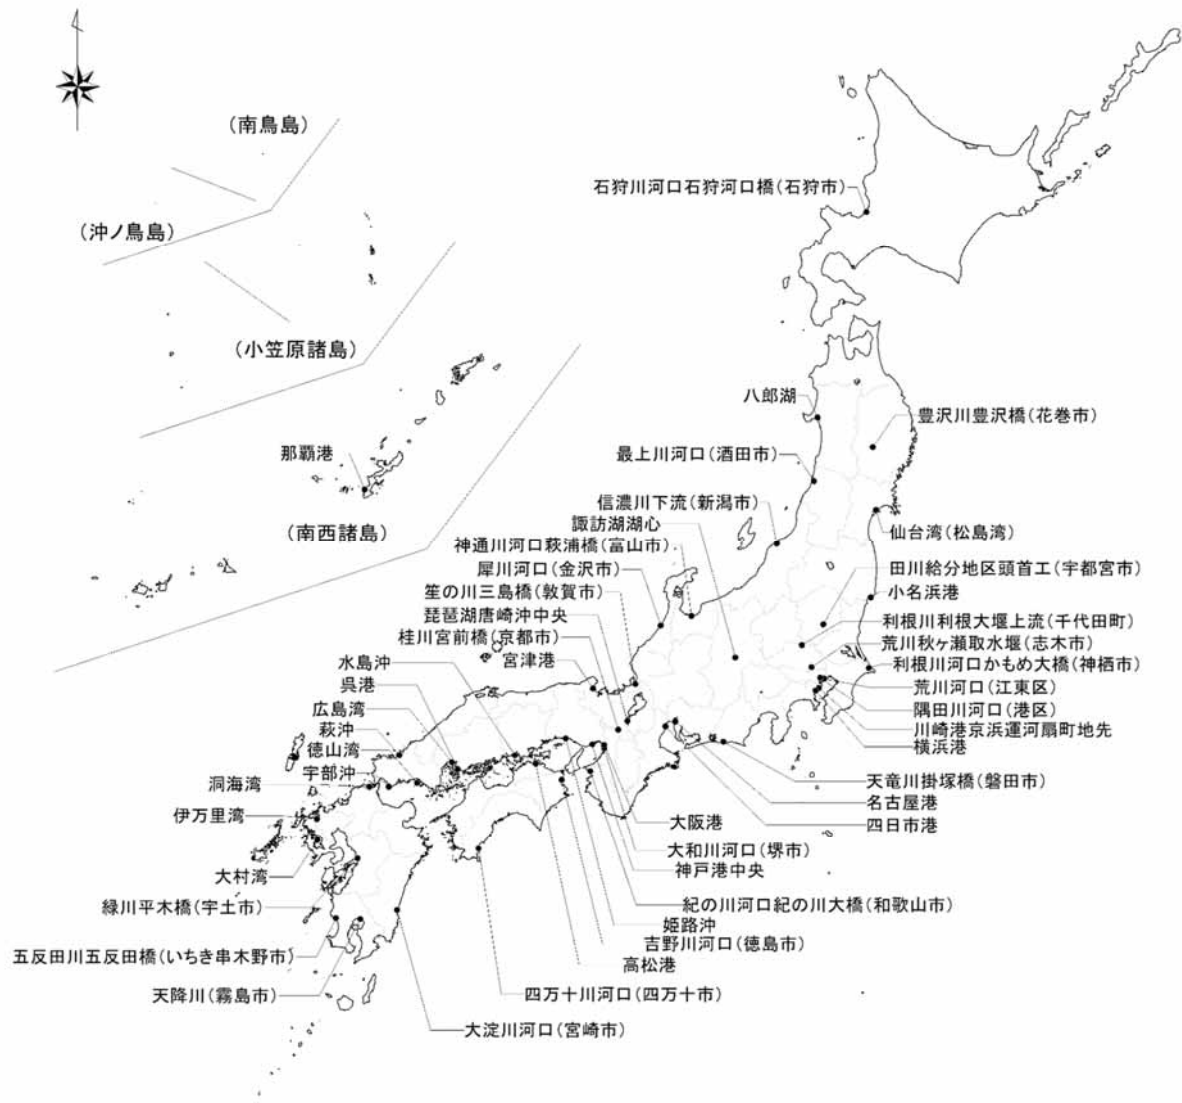 (南鳥島)
石狩川河口石狩河口橋(石狩市)
(沖ノ鳥島)
(小笠原諸島)
八郎湖
豊沢川豊沢橋(花巻市)
那覇港
最上川河口(酒田市)
信濃川下流(新潟市)
諏訪湖湖心
(南西諸島)
仙台湾(松島湾)
神通川河口萩浦橋(富山市)
犀川河口(金沢市)
田川給分地区頭首工(宇都宮市)
笙の川三島橋(敦賀市)
小名浜港
琵琶湖唐崎沖中央
利根川利根大堰上流(千代田町)
桂川宮前橋(京都市)
荒川秋ヶ瀬取水堰(志木市)
水島沖
宮津港
利根川河口かもめ大橋(神栖市)
呉港
荒川河口(江東区)
広島湾
隅田川河口(港区)
萩沖
川崎港京浜運河扇町地先
徳山湾
横浜港
宇部沖
洞海湾
天竜川掛塚橋(磐田市)
名古屋港
伊万里湾
大阪港
四日市港
大和川河口(堺市)
大村湾
神戸港中央
緑川平木橋(宇土市)
紀の川河口紀の川大橋(和歌山市)
姫路沖
吉野川河口(徳島市)
五反田川五反田橋(いちき串木野市)
高松港
天降川(霧島市)
四万十川河口(四万十市)
大淀川河口(宮崎市)